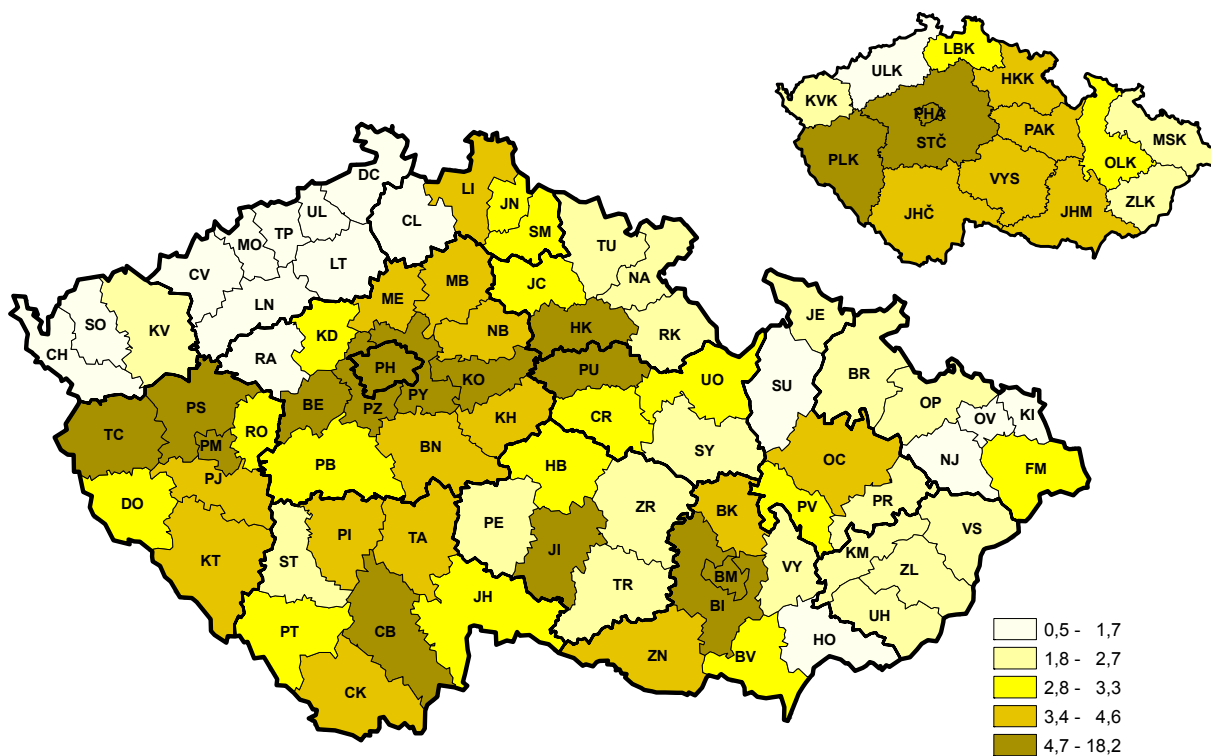 LBK
ULK
HKK
KVK
PHA
STČ
PAK
MSK
PLK
OLK
VYS
ZLK
JHČ
JHM
DC
LI
JN
UL
CL
SM
TP
MO
TU
CV
LT
NA
MB
JC
ME
LN
SO
KV
KD
NB
HK
RK
JE
CH
RA
PH
KO
PU
UO
SU
BR
OP
KI
OV
PS
BE
PZ
PY
CR
TC
RO
PM
KH
BN
SY
OC
NJ
FM
PB
HB
PJ
DO
PV
PR
ZR
BK
PE
VS
PI
TA
KM
KT
ST
JI
VY
ZL
BM
TR
JH
BI
UH
PT
CB
HO
ZN
BV
CK
0,5 - 1,7
1,8 - 2,7
2,8 - 3,3
3,4 - 4,6
4,7 - 18,2